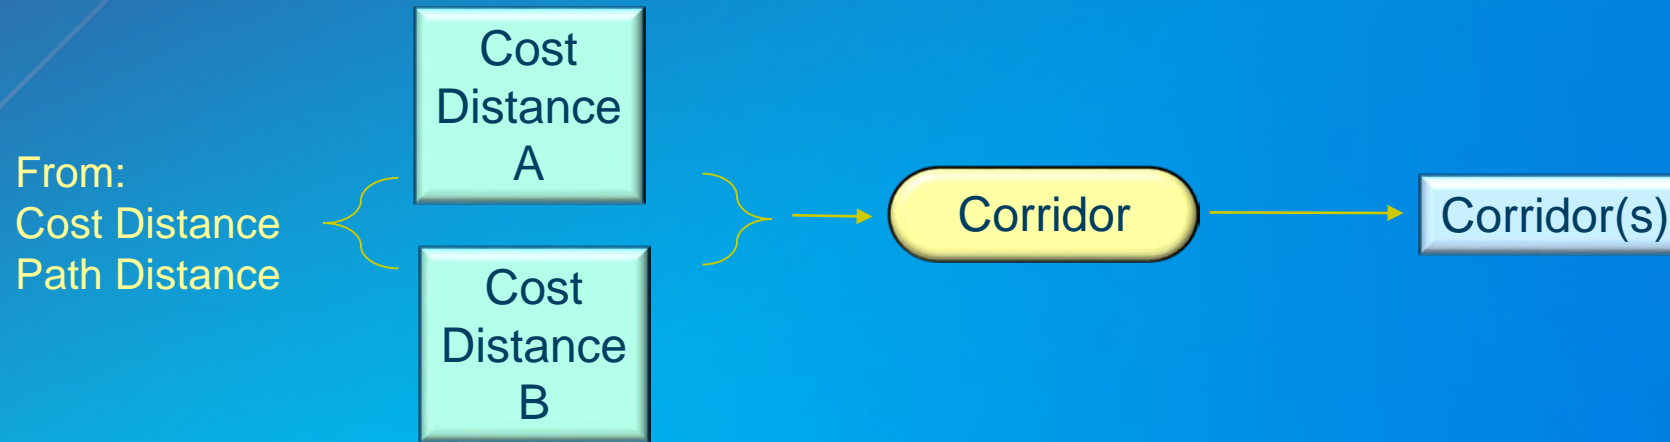 From:
Cost Distance
Path Distance
Cost
Distance
A
Cost
Distance
B
Corridor
Corridor(s)